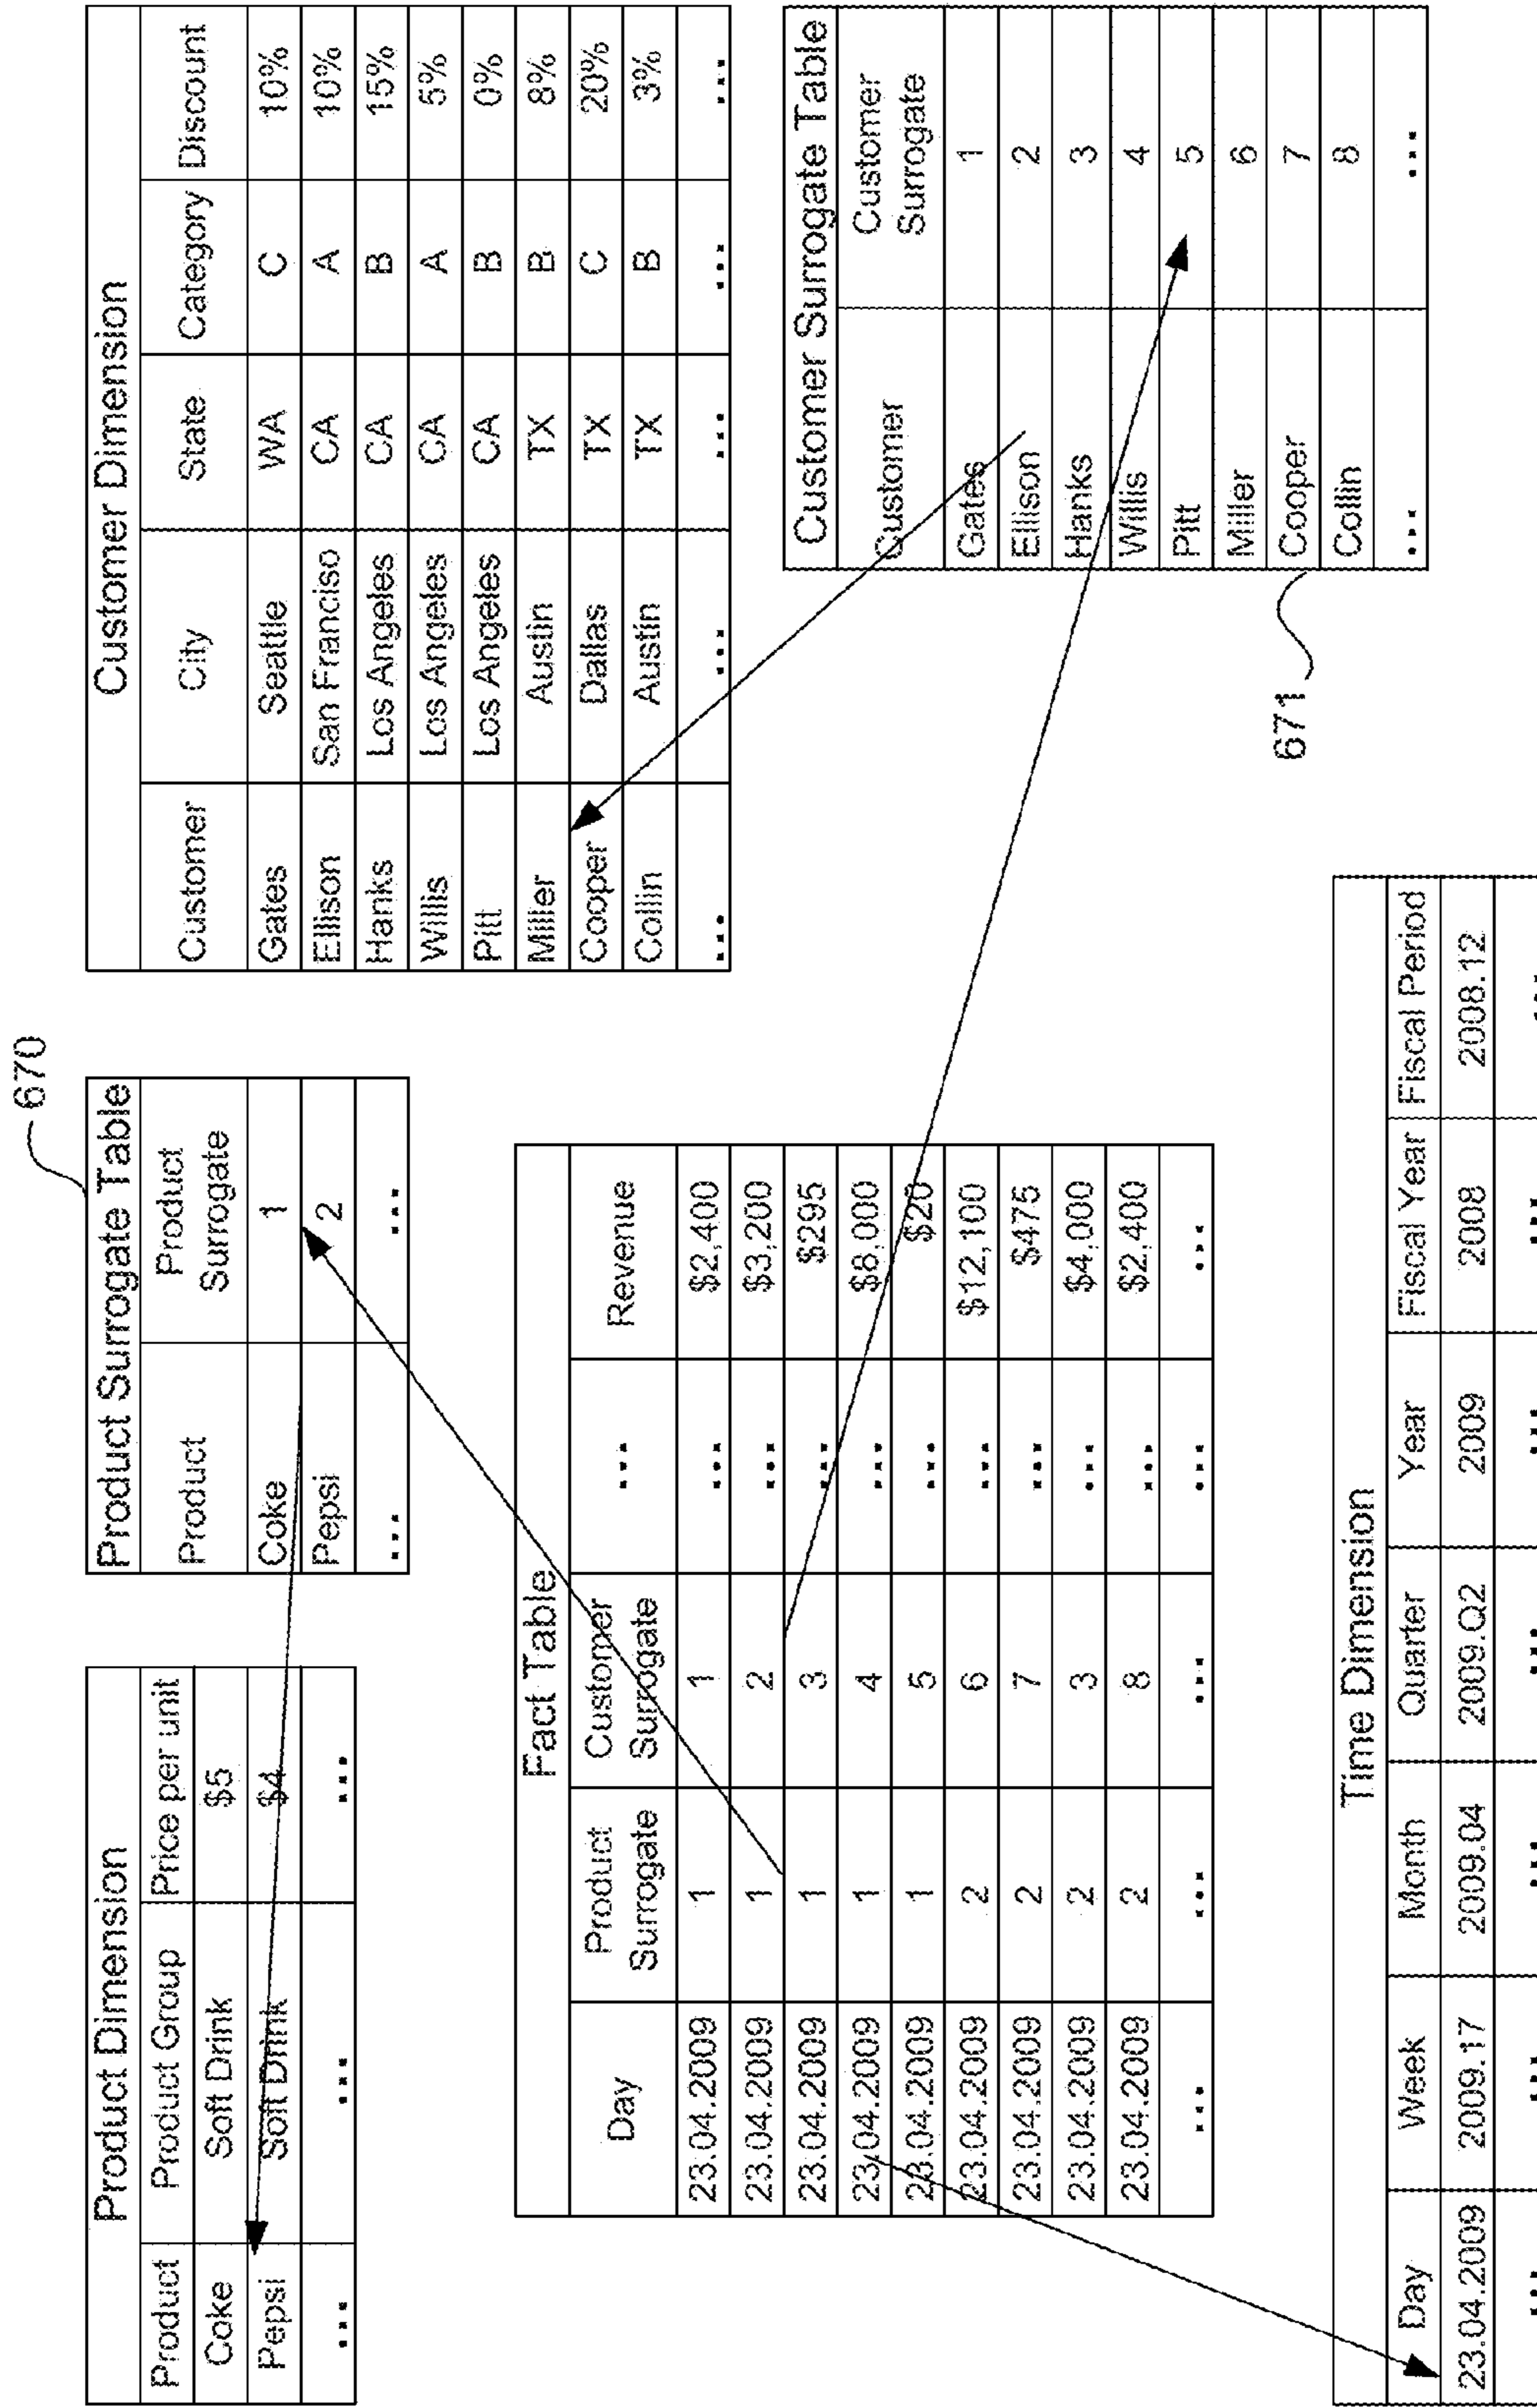 670
Product Dimension
Product Product Group Price per unit
Coke Soft Drink $5
Pepsi Soft Drink $4
... ... ...
Product Surrogate Table
Product Product Surrogate
Coke 1
Pepsi 2
... ...
Customer Dimension
Customer City State Category Discount
Gates Seattle WA C 10%
Ellison San Franciso CA A 10%
Hanks Los Angeles CA B 15%
Willis Los Angeles CA A 5%
Pitt Los Angeles CA B 0%
Miller Austin TX B 8%
Cooper Dallas TX C 20%
Collin Austin TX B 3%
... ... ... ... ...
Fact Table
Day Product Surrogate Customer Surrogate ... Revenue
23.04.2009 1 1 ... $2,400
23.04.2009 1 2 ... $3,200
23.04.2009 1 3 ... $295
23.04.2009 1 4 ... $8,000
23.04.2009 1 5 ... $20
23.04.2009 2 6 ... $12,100
23.04.2009 2 7 ... $475
23.04.2009 2 3 ... $4,000
23.04.2009 2 8 ... $2,400
... ... ... ... ...
Customer Surrogate Table
Customer Customer Surrogate
Gates 1
Ellison 2
Hanks 3
Willis 4
Pitt 5
Miller 6
Cooper 7
Collin 8
... ...
671
Time Dimension
Day Week Month Quarter Year Fiscal Year Fiscal Period
23.04.2009 2009.17 2009.04 2009.Q2 2009 2008 2008.12
... ... ... ... ... ... ...